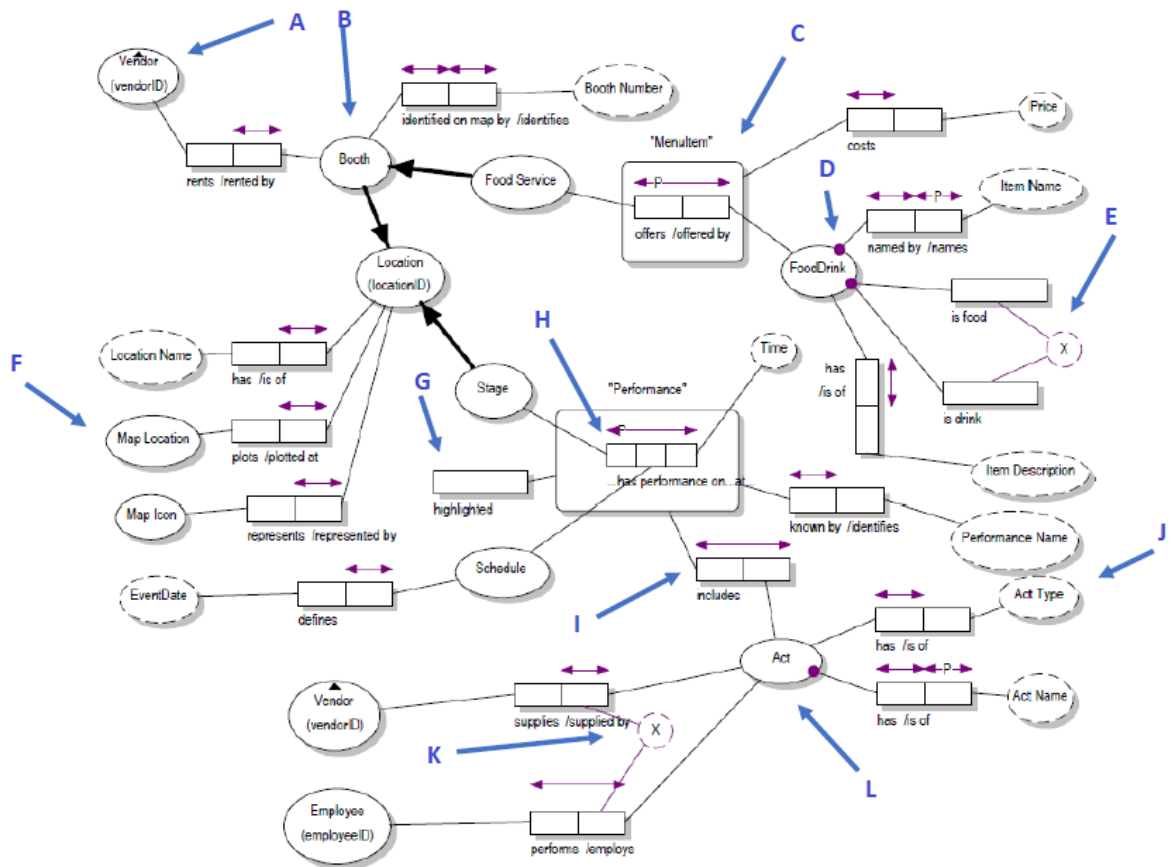 A
B
C
Vendor
(vendorID)
Booth Number
identified on map by /identifies
"MenuItem"
Price
costs
D
Booth
rents /rented by
Food Service
P
offers /offered by
P
Item Name
named by /names
E
FoodDrink
Location
(locationID)
is food
X
H
Time
Location Name
has /is of
F
G
Stage
"Performance"
has
/is of
is drink
P
Map Location
plots /plotted at
...has performance on...at...
highlighted
Item Description
Map Icon
represents /represented by
known by /identifies
Performance Name
J
Schedule
EventDate
defines
includes
I
Act Type
has /is of
Act
P
Act Name
has /is of
Vendor
(vendorID)
supplies /supplied by
X
K
L
Employee
(employeeID)
performs /employs